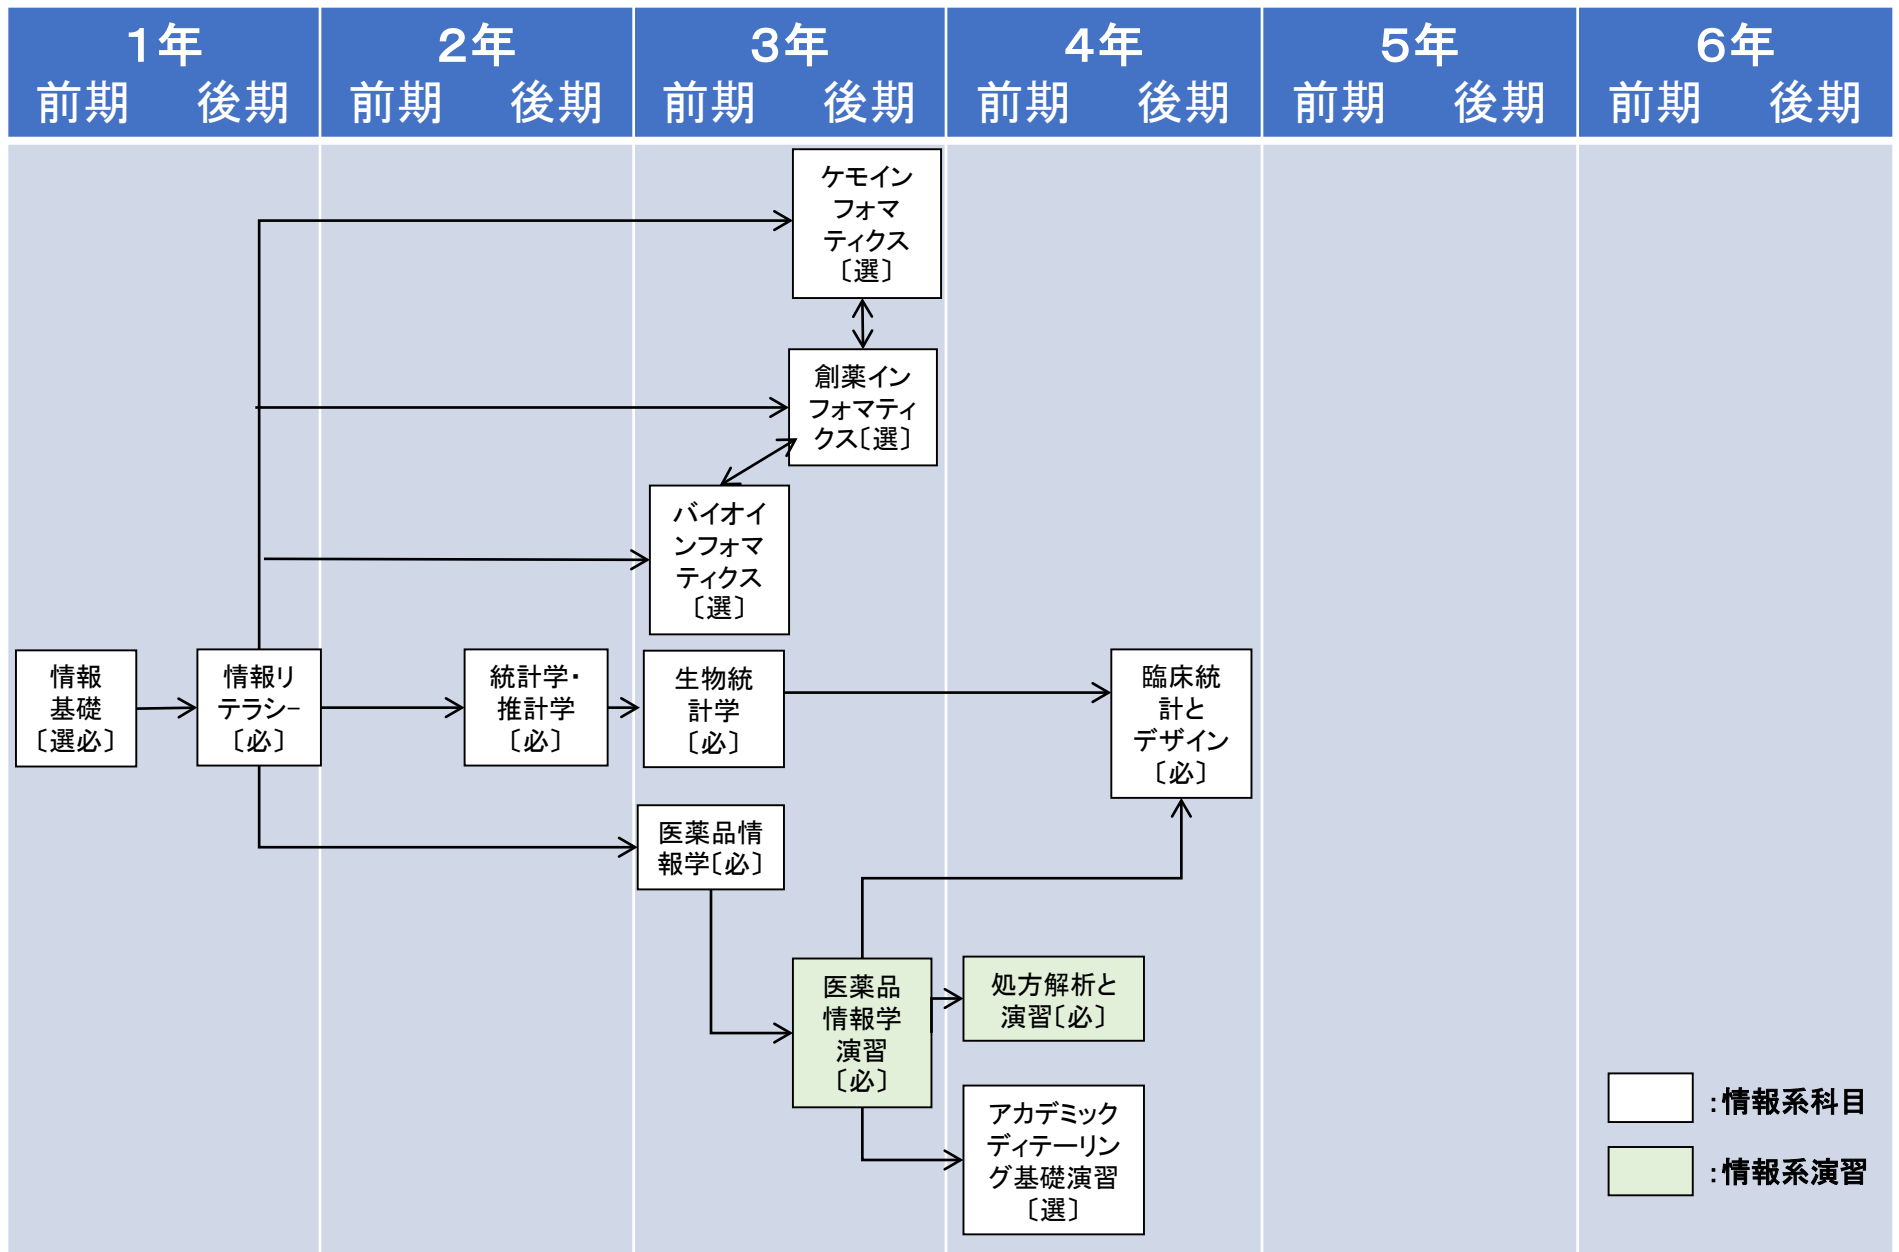 1年 2年 3年 4年 5年 6年
前期 後期 前期 後期 前期 後期 前期 後期 前期 後期 前期 後期
ケモイン
フォマ
ティクス
〔選〕
創薬イン
フォマティ
クス〔選〕
バイオイ
ンフォマ
ティクス
〔選〕
情報
基礎
〔選必〕
情報リ
テラシー
〔必〕
統計学・
推計学
〔必〕
生物統
計学
〔必〕
臨床統
計と
デザイン
〔必〕
医薬品情
報学〔必〕
医薬品
情報学
演習
〔必〕
処方解析と
演習〔必〕
アカデミック
ディテーリン
グ基礎演習
〔選〕
:情報系科目
:情報系演習